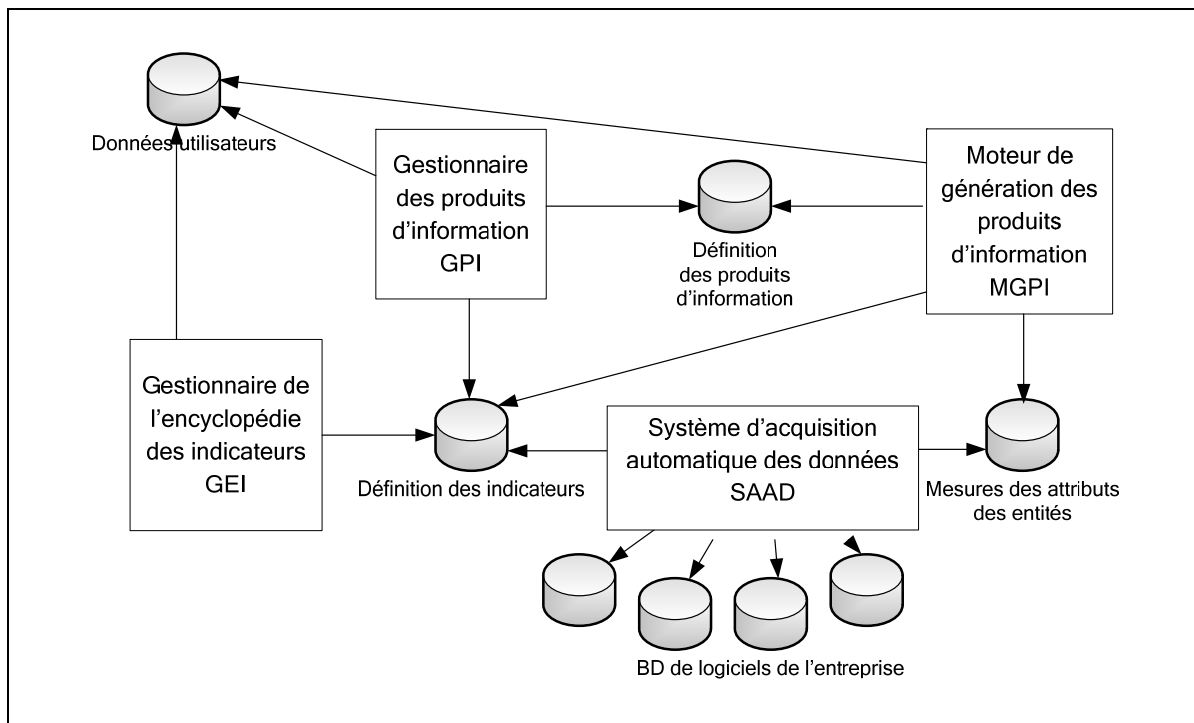 Données utilisateurs
Gestionnaire
des produits
d’information
GPI
Définition
des produits
d’information
Moteur de
génération des
produits
d’information
MGPI
Gestionnaire de
l’encyclopédie
des indicateurs
GEI
Définition des indicateurs
Système d’acquisition
automatique des données
SAAD
Mesures des attributs
des entités
BD de logiciels de l’entreprise